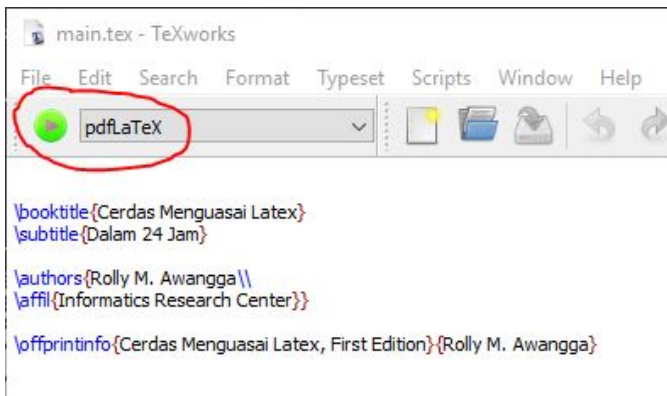 main.tex - TeXworks
File Edit Search Format Typeset Scripts Window Help
pdfLaTeX
\booktitle{Cerdas Menguasai Latex}
\subtitle{Dalam 24 Jam}
\authors{Rolly M. Awangga\\
\affil{Informatics Research Center}}
\offprintinfo{Cerdas Menguasai Latex, First Edition}{Rolly M. Awangga}